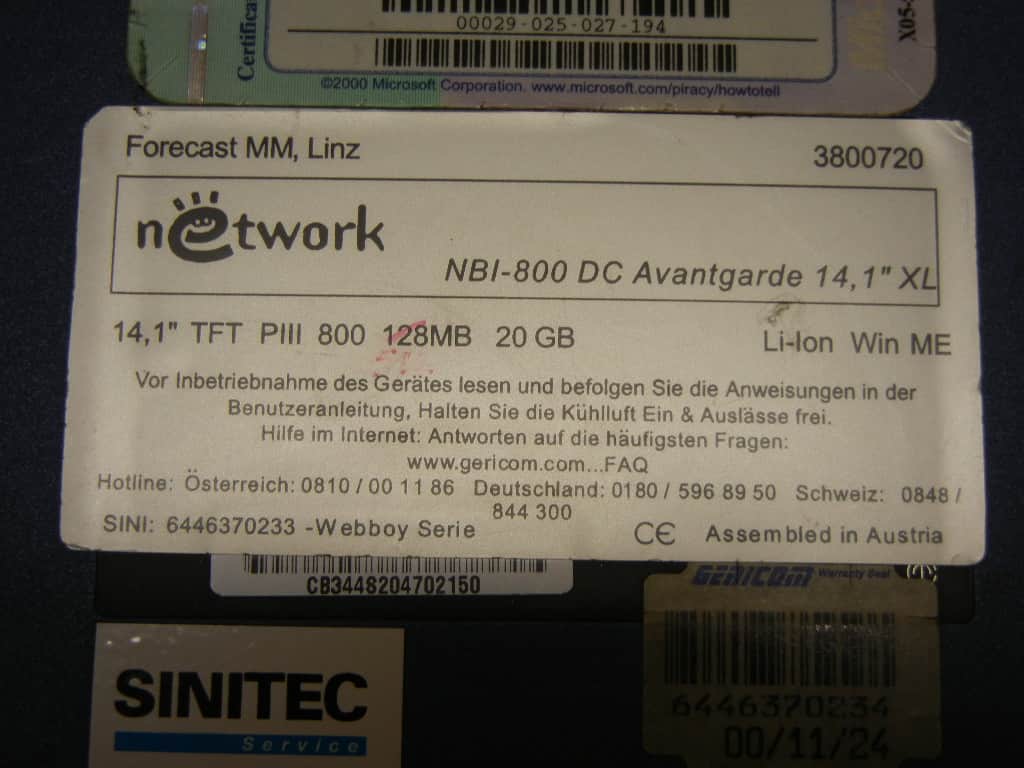 Certifica
00029-025-027-194
X05-
©2000 Microsoft Corporation. www.microsoft.com/piracy/howtotell
Forecast MM, Linz 3800720
network
NBI-800 DC Avantgarde 14,1" XL
14,1" TFT PIII 800 128MB 20 GB Li-Ion Win ME
Vor Inbetriebnahme des Gerätes lesen und befolgen Sie die Anweisungen in der
Benutzeranleitung, Halten Sie die Kühlluft Ein & Auslässe frei.
Hilfe im Internet: Antworten auf die häufigsten Fragen:
www.gericom.com...FAQ
Hotline: Österreich: 0810 / 00 11 86 Deutschland: 0180 / 596 89 50 Schweiz: 0848 /
844 300
SINI: 6446370233 -Webboy Serie CE Assembled in Austria
CB3448204702150
GERICOM Warranty Seal
SINITEC
Service
6446370234
00/11/24